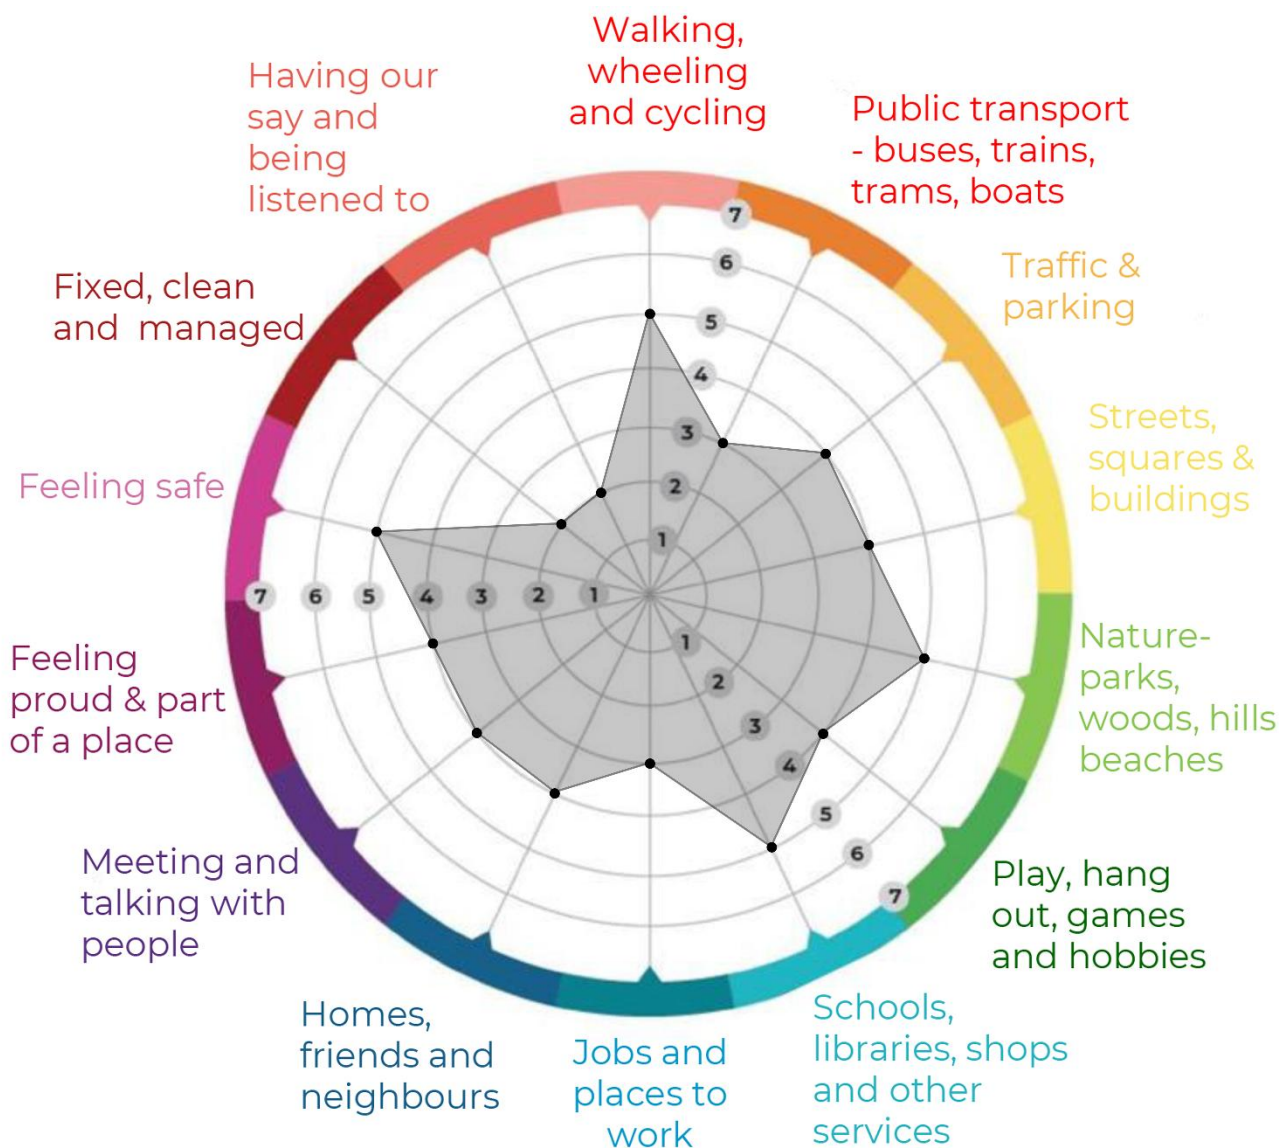 Walking,
wheeling
and cycling
Public transport
- buses, trains,
trams, boats
Traffic &
parking
Streets,
squares &
buildings
Nature-
parks,
woods, hills
beaches
Play, hang
out, games
and hobbies
Schools,
libraries, shops
and other
services
Jobs and
places to
work
Homes,
friends and
neighbours
Meeting and
talking with
people
Feeling
proud & part
of a place
Feeling safe
Fixed, clean
and managed
Having our
say and
being
listened to
7
6
5
4
3
2
1
7 6 5 4 3 2 1
1
2
3
4
5
6
7